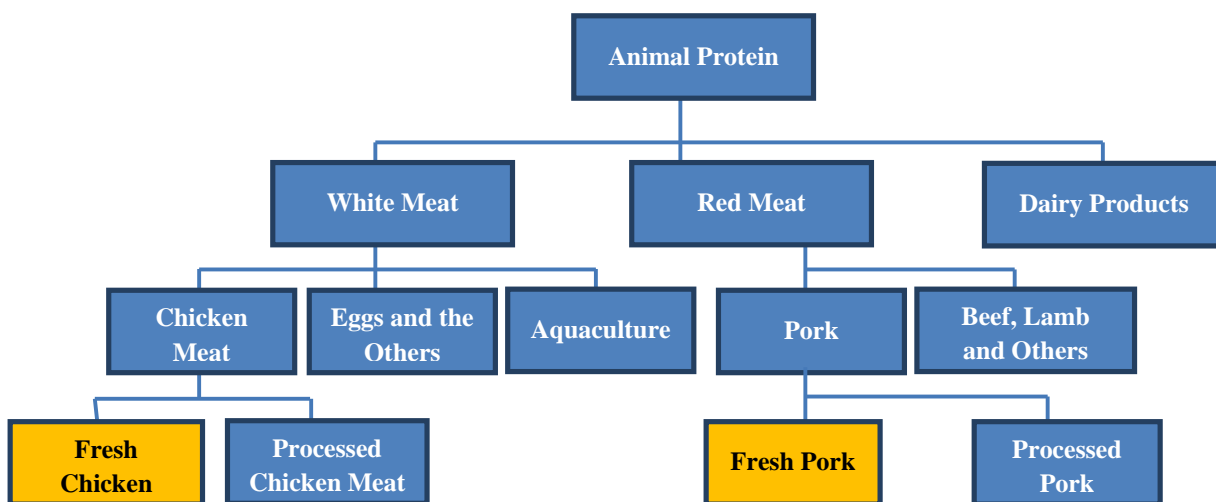 Animal Protein
White Meat
Red Meat
Dairy Products
Chicken
Meat
Eggs and the
Others
Aquaculture
Pork
Beef, Lamb
and Others
Fresh
Chicken
Processed
Chicken Meat
Fresh Pork
Processed
Pork